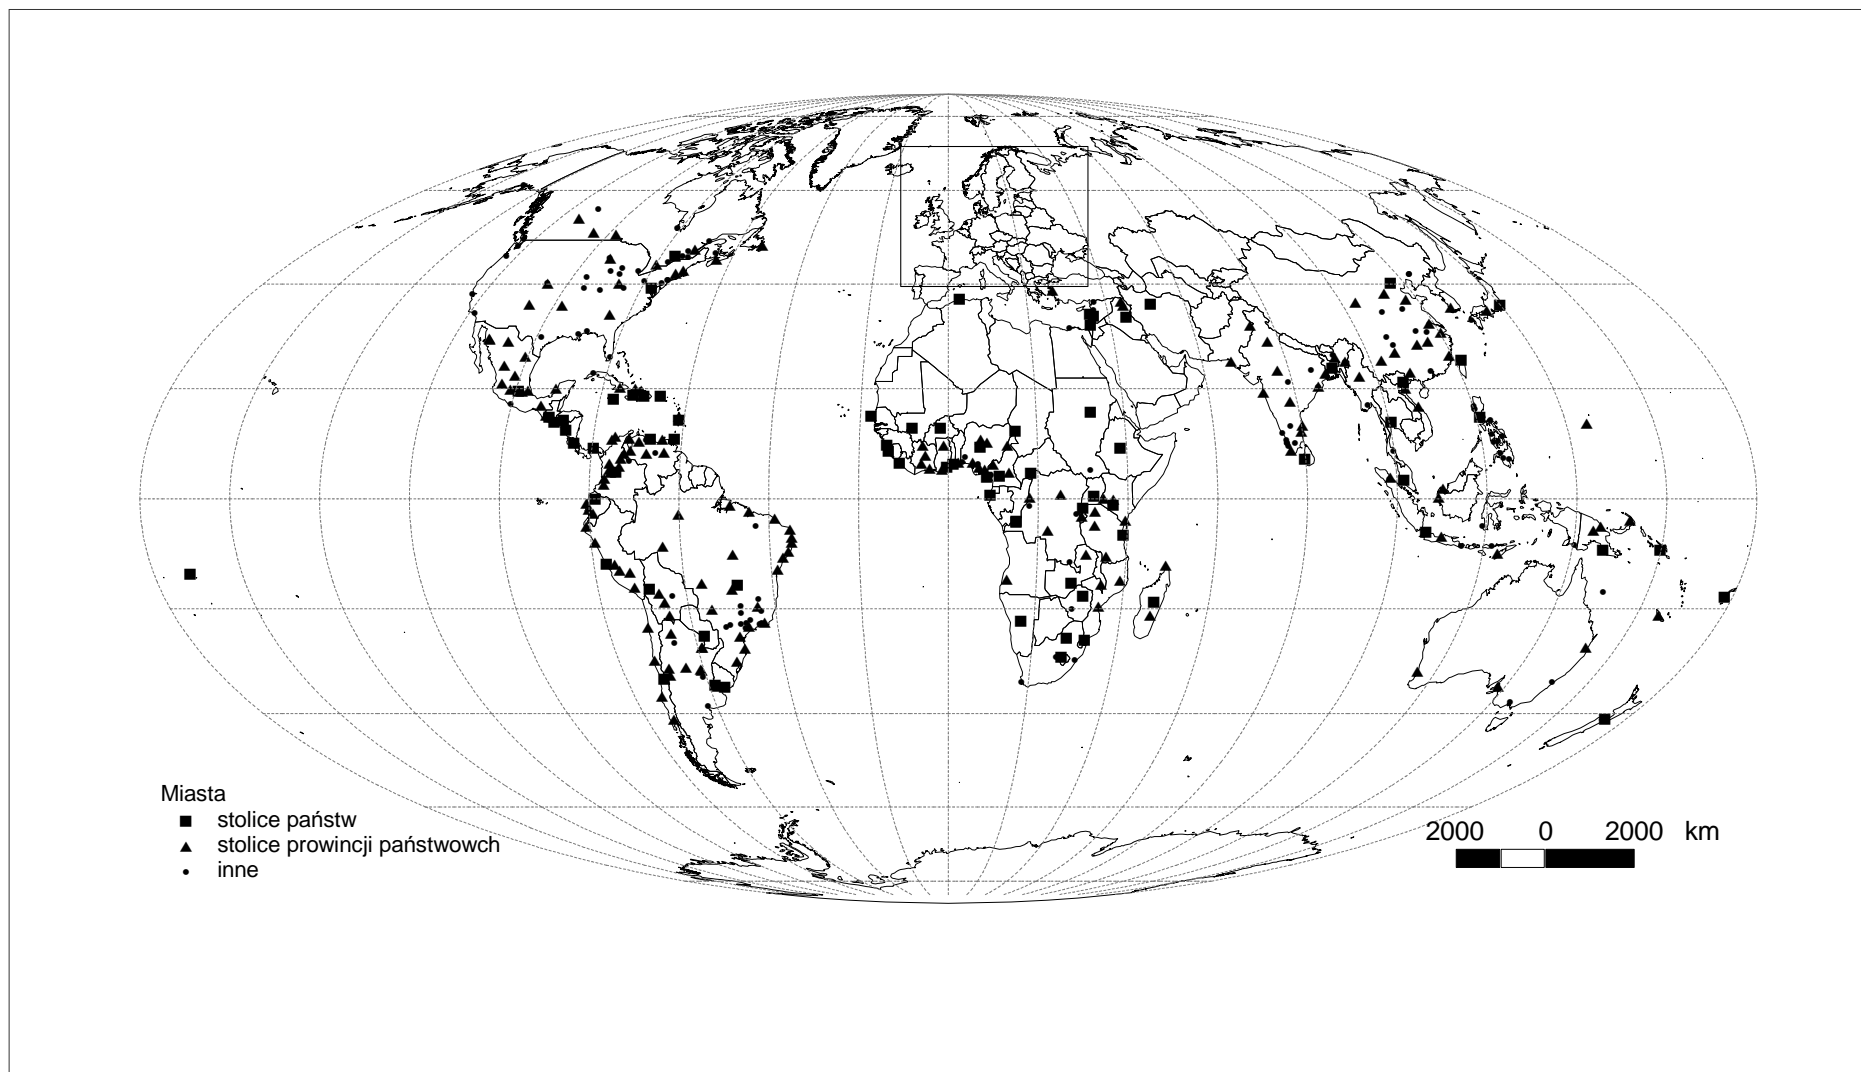 Miasta
stolice państw
stolice prowincji państwowch
inne
2000 0 2000 km